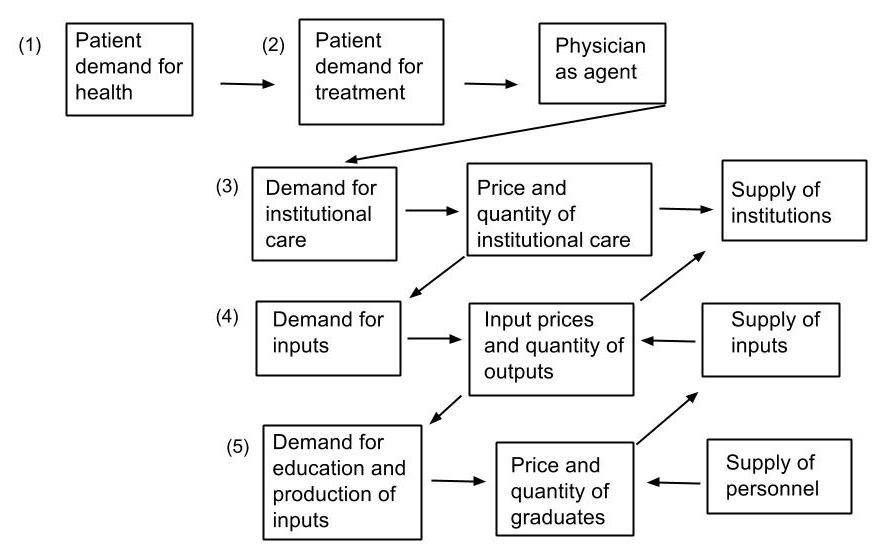 (1)
Patient
demand for
health
(2)
Patient
demand for
treatment
Physician
as agent
(3)
Demand for
institutional
care
Price and
quantity of
institutional care
Supply of
institutions
(4)
Demand for
inputs
Input prices
and quantity of
outputs
Supply of
inputs
(5)
Demand for
education and
production of
inputs
Price and
quantity of
graduates
Supply of
personnel